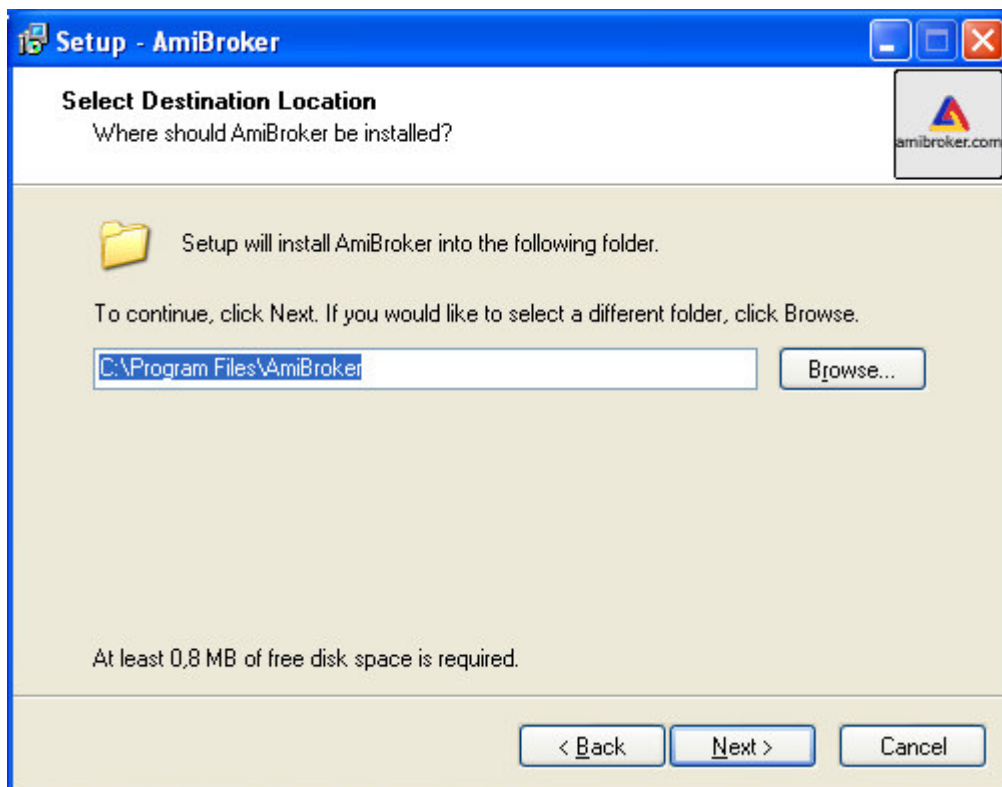 Setup - AmiBroker
Select Destination Location
Where should AmiBroker be installed?
amibroker.com
Setup will install AmiBroker into the following folder.
To continue, click Next. If you would like to select a different folder, click Browse.
C:\Program Files\AmiBroker
Browse...
At least 0,8 MB of free disk space is required.
< Back
Next >
Cancel